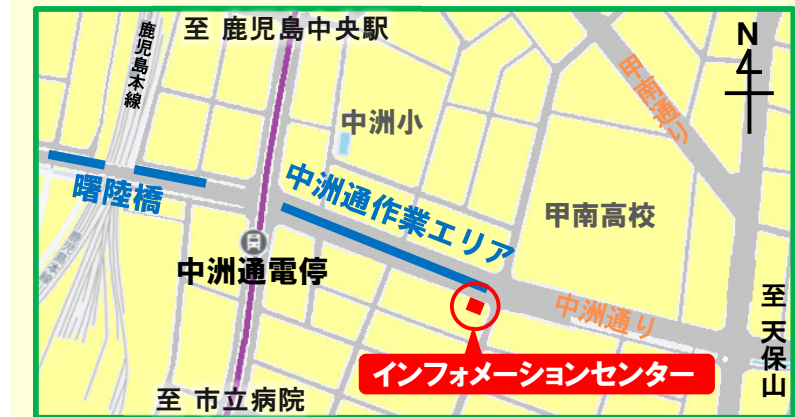 至 鹿児島中央駅
鹿児島本線
N
甲南通り
中洲小
曙陸橋
中洲通作業エリア
甲南高校
中洲通電停
中洲通り
至 天保山
インフォメーションセンター
至 市立病院